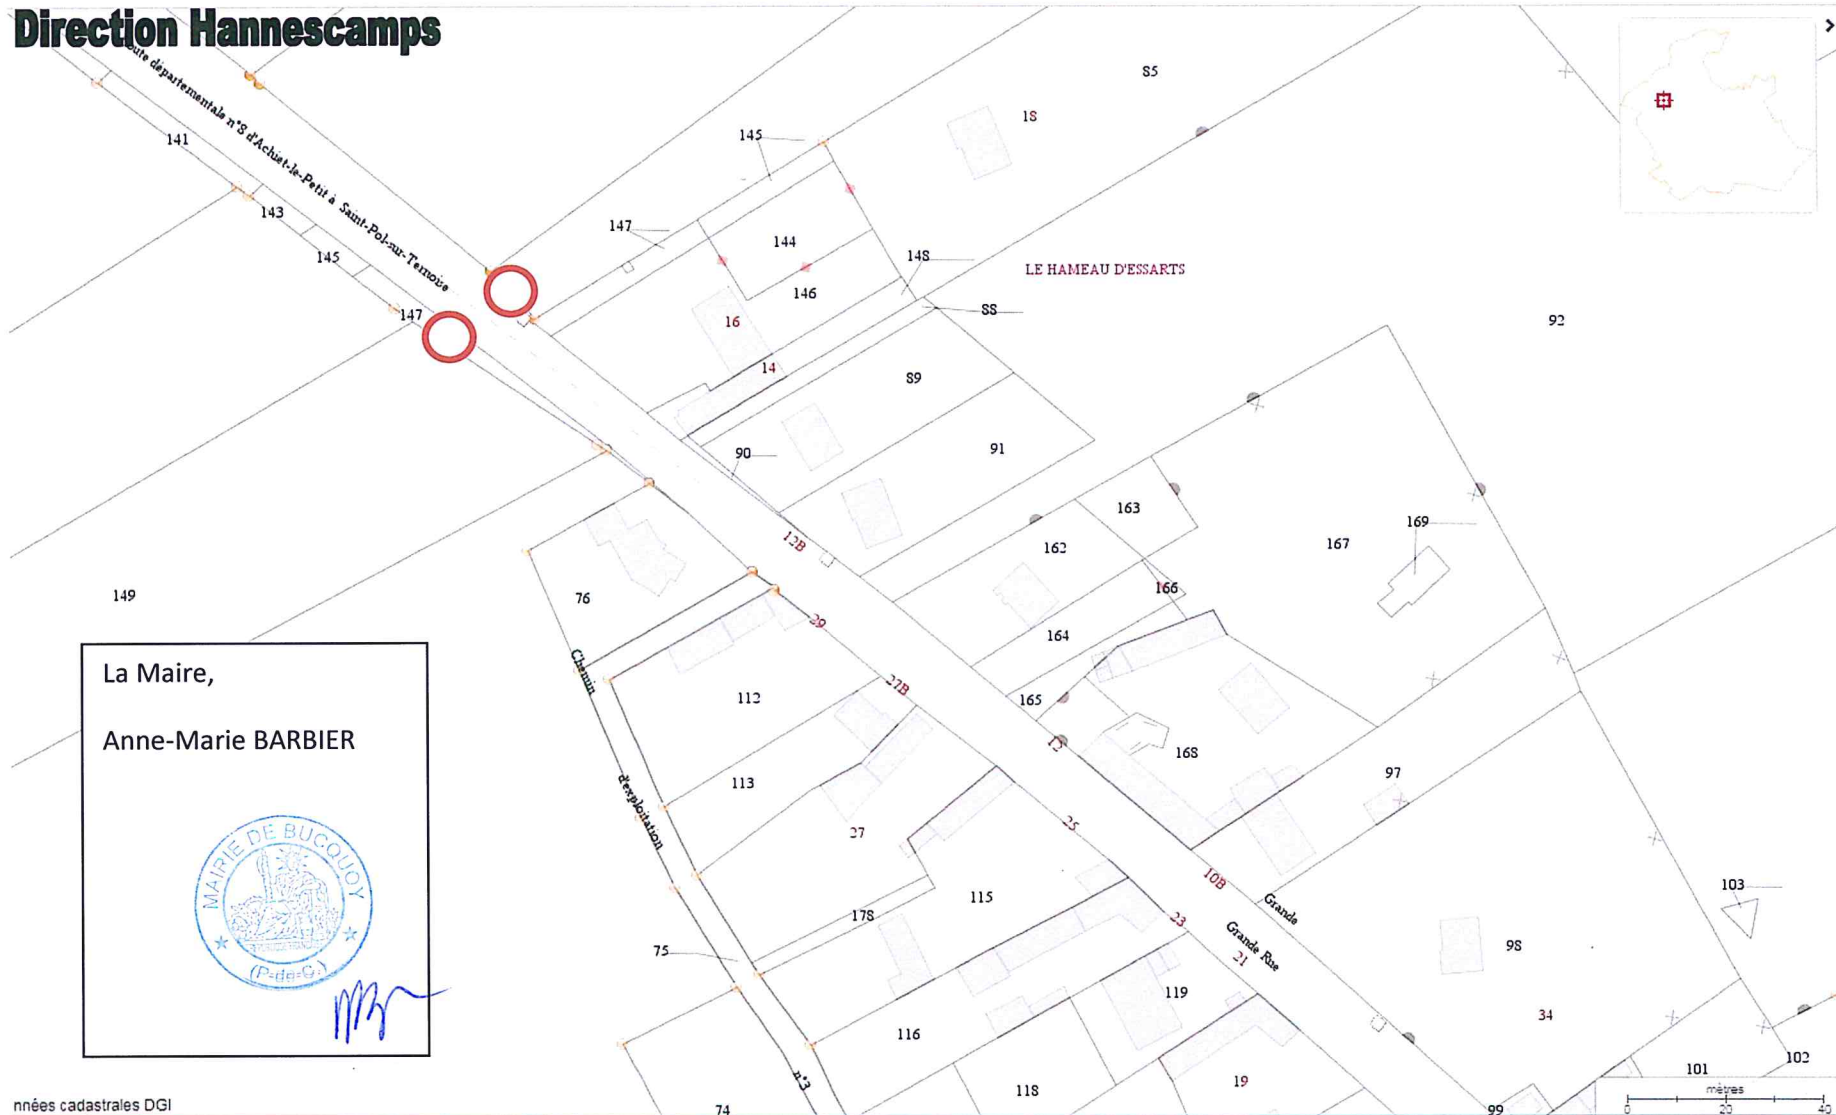 Direction Hannescamps
oute départementale n°8 d'Achiet-le-Petit à Saint-Pol-sur-Ternoise
85
18
141
145
143
147
144
148
145
LE HAMEAU D'ESSARTS
146
88
147
16
92
14
89
90
91
163
169
12B
162
167
149
76
166
29
164
Chemin
27B
165
112
12
168
97
113
d'exploitation
27
25
10B
103
178
115
Grande
23
Grande Rue
21
98
75
119
34
116
n°3
118
19
101
102
74
99
La Maire,
Anne-Marie BARBIER
MAIRIE DE BUCQUOY
(P-de-C.)
nnées cadastrales DGI
mètres
0 20 40